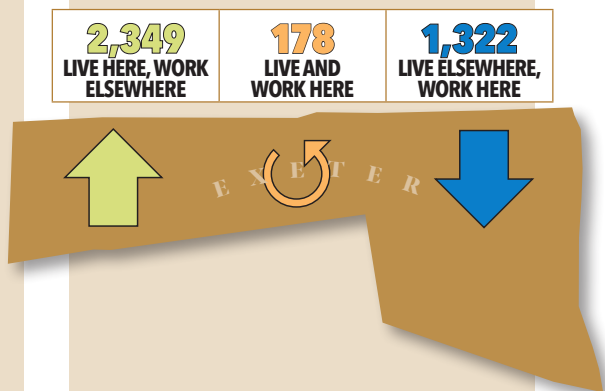 2,349
LIVE HERE, WORK
ELSEWHERE
178
LIVE AND
WORK HERE
1,322
LIVE ELSEWHERE,
WORK HERE
EXETER